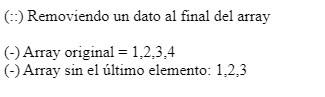 (::) Removiendo un dato al final del array
(-) Array original = 1,2,3,4
(-) Array sin el último elemento: 1,2,3